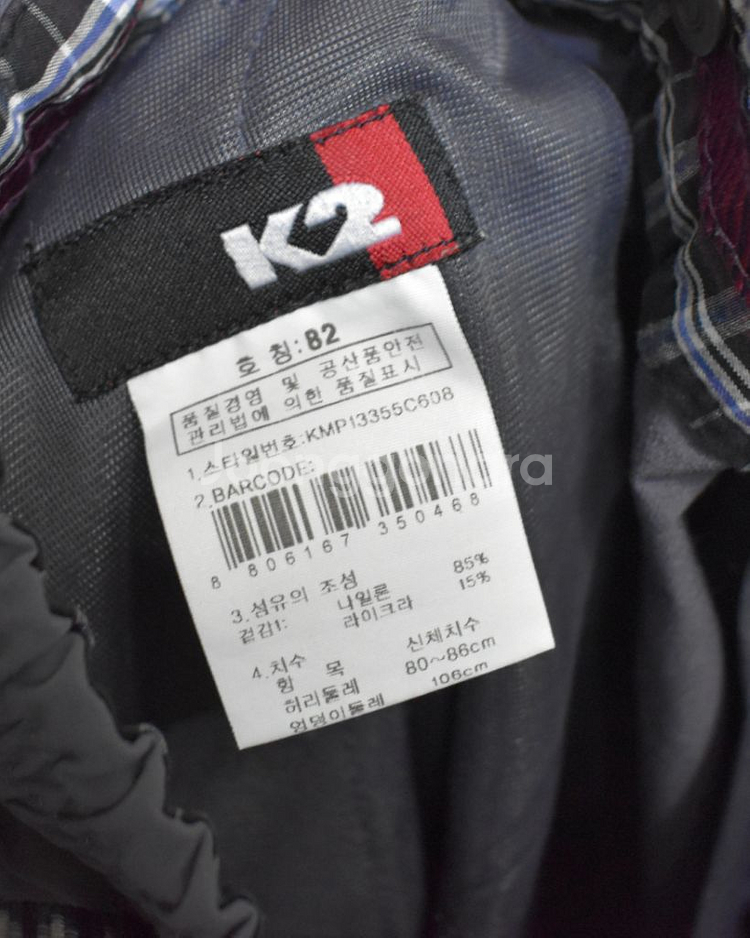 K2
호 칭:82
품질경영 및 공산품안전
관리법에 의한 품질표시
1.스타일번호:KMP13355C608
2.BARCODE:
8 806167 350468
3.섬유의 조성
겉감1: 나일론 85%
라이크라 15%
4.치수
항 목 신체치수
허리둘레 80~86cm
엉덩이둘레 106cm
Joonggonara